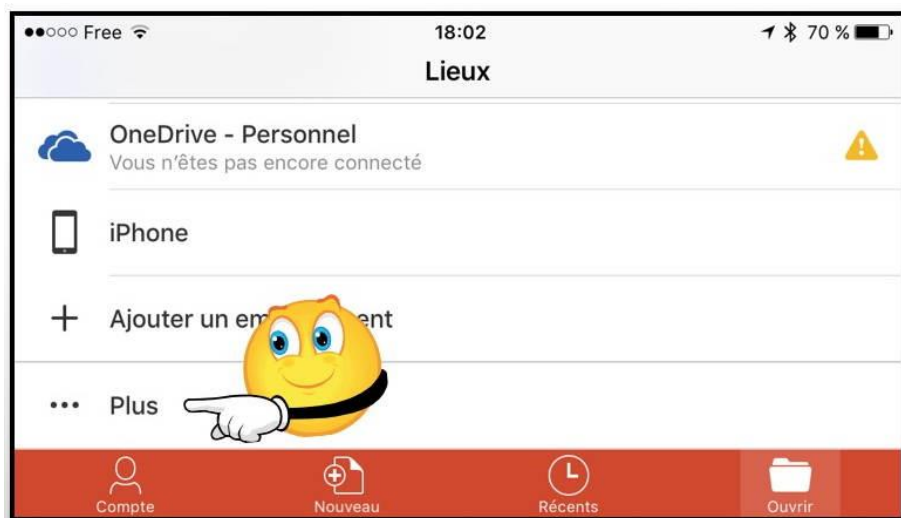 Free 18:02 70 %
Lieux
OneDrive - Personnel
Vous n'êtes pas encore connecté
iPhone
Ajouter un em ent
Plus
Compte Nouveau Récents Ouvrir